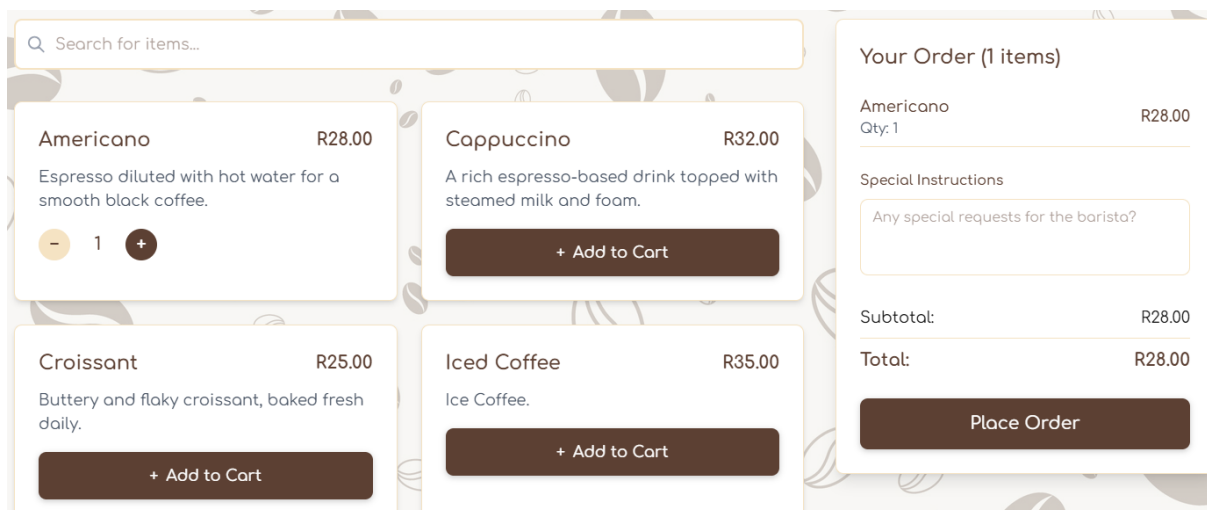 Search for items...
Americano R28.00
Espresso diluted with hot water for a
smooth black coffee.
− 1 +
Cappuccino R32.00
A rich espresso-based drink topped with
steamed milk and foam.
+ Add to Cart
Croissant R25.00
Buttery and flaky croissant, baked fresh
daily.
+ Add to Cart
Iced Coffee R35.00
Ice Coffee.
+ Add to Cart
Your Order (1 items)
Americano R28.00
Qty: 1
Special Instructions
Any special requests for the barista?
Subtotal: R28.00
Total: R28.00
Place Order